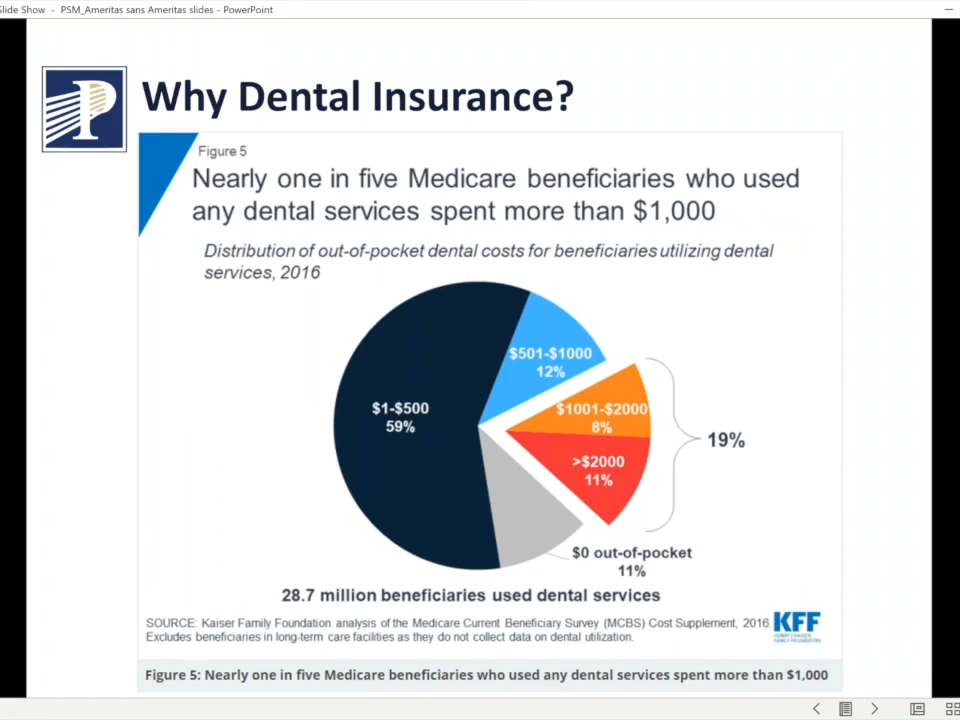 Slide Show - PSM_Ameritas sans Ameritas slides - PowerPoint
P
Why Dental Insurance?
Figure 5
Nearly one in five Medicare beneficiaries who used
any dental services spent more than $1,000
Distribution of out-of-pocket dental costs for beneficiaries utilizing dental
services, 2016
$501-$1000
12%
$1-$500
59%
$1001-$2000
8%
19%
>$2000
11%
$0 out-of-pocket
11%
28.7 million beneficiaries used dental services
SOURCE: Kaiser Family Foundation analysis of the Medicare Current Beneficiary Survey (MCBS) Cost Supplement, 2016.
Excludes beneficiaries in long-term care facilities as they do not collect data on dental utilization.
KFF
HENRY J KAISER
FAMILY FOUNDATION
Figure 5: Nearly one in five Medicare beneficiaries who used any dental services spent more than $1,000